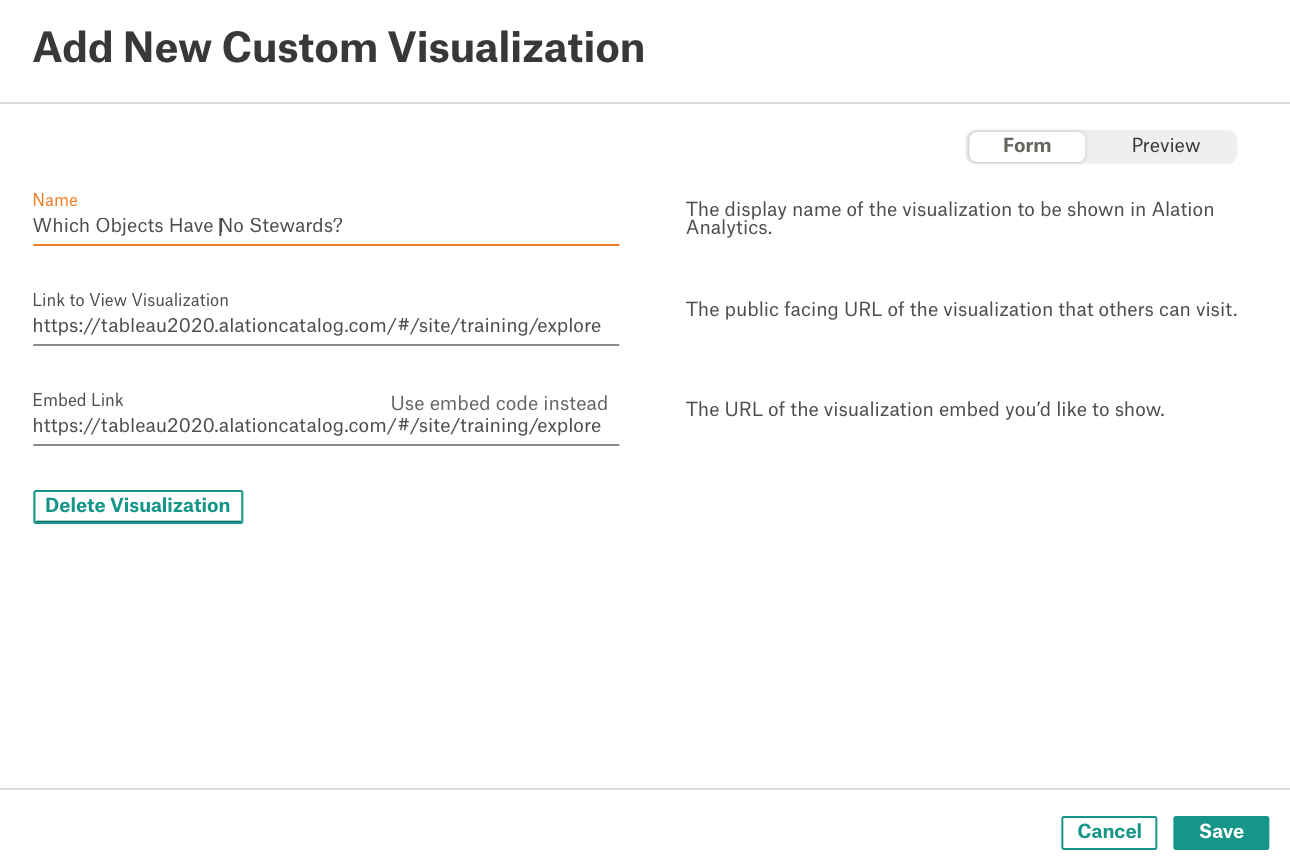 Add New Custom Visualization
Form Preview
Name
Which Objects Have No Stewards?
The display name of the visualization to be shown in Alation
Analytics.
Link to View Visualization
https://tableau2020.alationcatalog.com/#/site/training/explore
The public facing URL of the visualization that others can visit.
Embed Link
Use embed code instead
https://tableau2020.alationcatalog.com/#/site/training/explore
The URL of the visualization embed you’d like to show.
Delete Visualization
Cancel Save